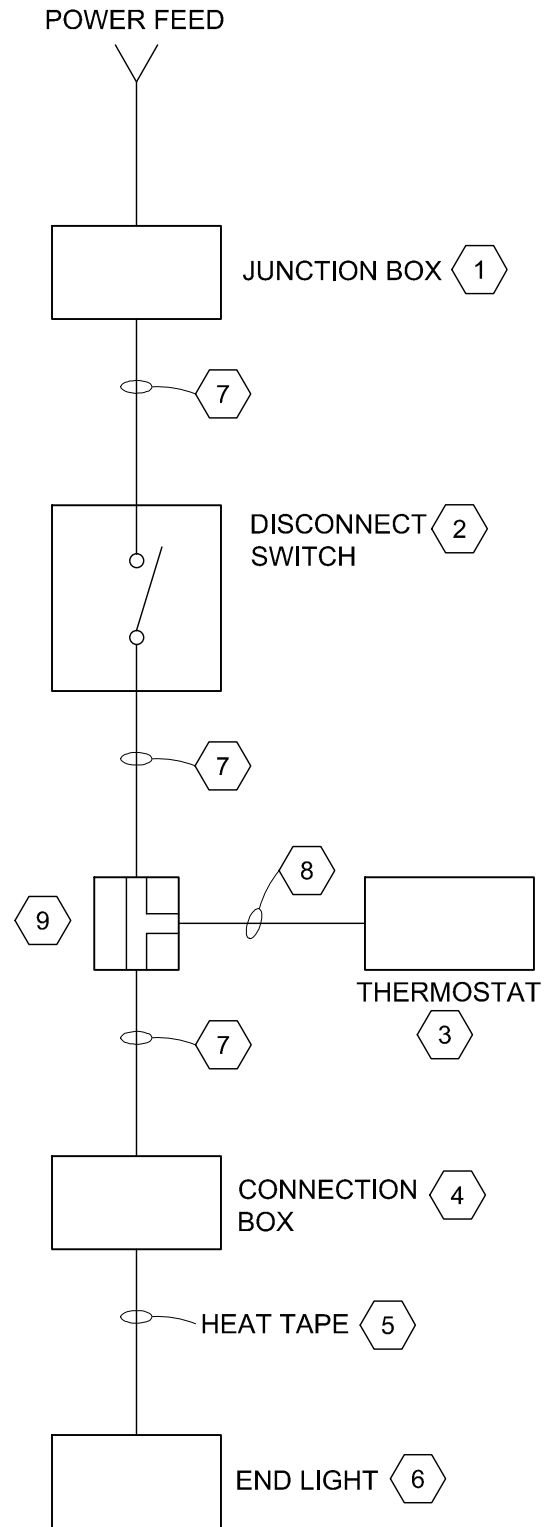 POWER FEED
JUNCTION BOX 1
7
DISCONNECT 2
SWITCH
7
8
9
THERMOSTAT
3
7
CONNECTION 4
BOX
HEAT TAPE 5
END LIGHT 6